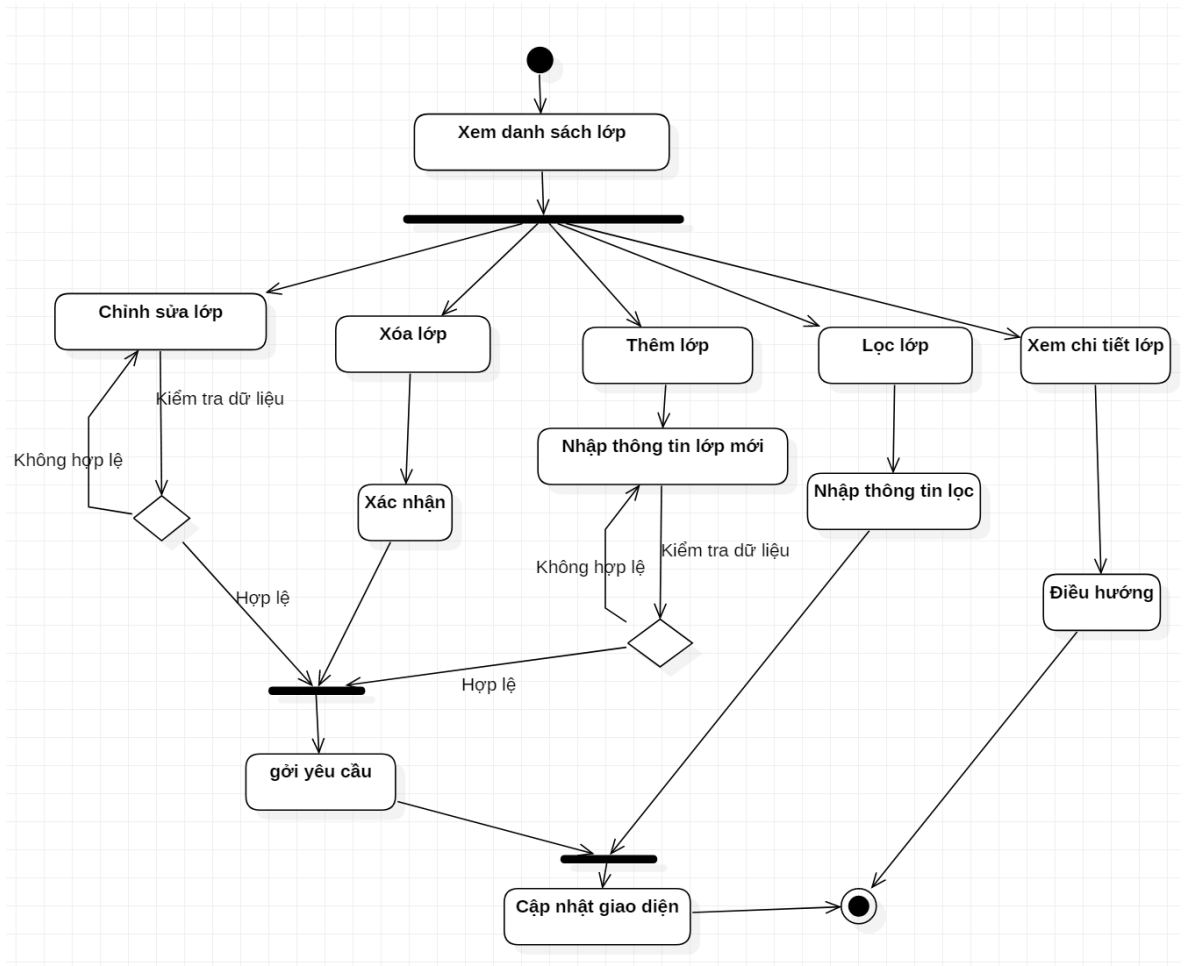 Xem danh sách lớp
Chỉnh sửa lớp
Xóa lớp
Thêm lớp
Lọc lớp
Xem chi tiết lớp
Kiểm tra dữ liệu
Không hợp lệ
Nhập thông tin lớp mới
Xác nhận
Nhập thông tin lọc
Kiểm tra dữ liệu
Không hợp lệ
Hợp lệ
Điều hướng
Hợp lệ
gởi yêu cầu
Cập nhật giao diện